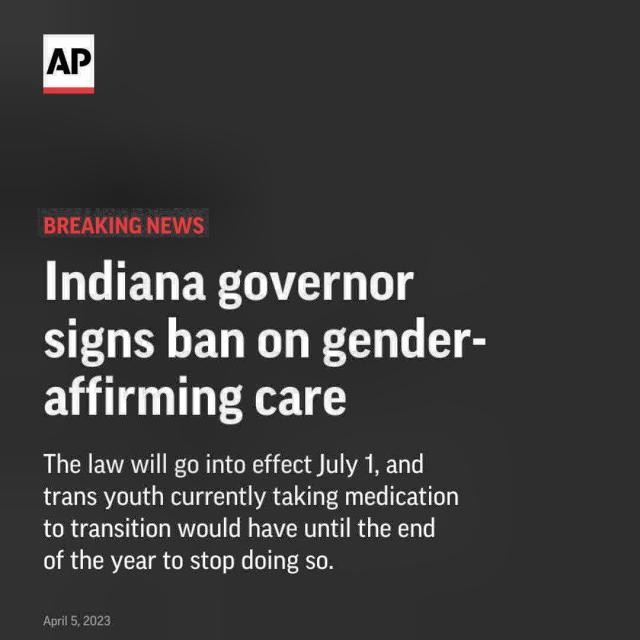 AP
BREAKING NEWS
Indiana governor
signs ban on gender-
affirming care
The law will go into effect July 1, and
trans youth currently taking medication
to transition would have until the end
of the year to stop doing so.
April 5, 2023